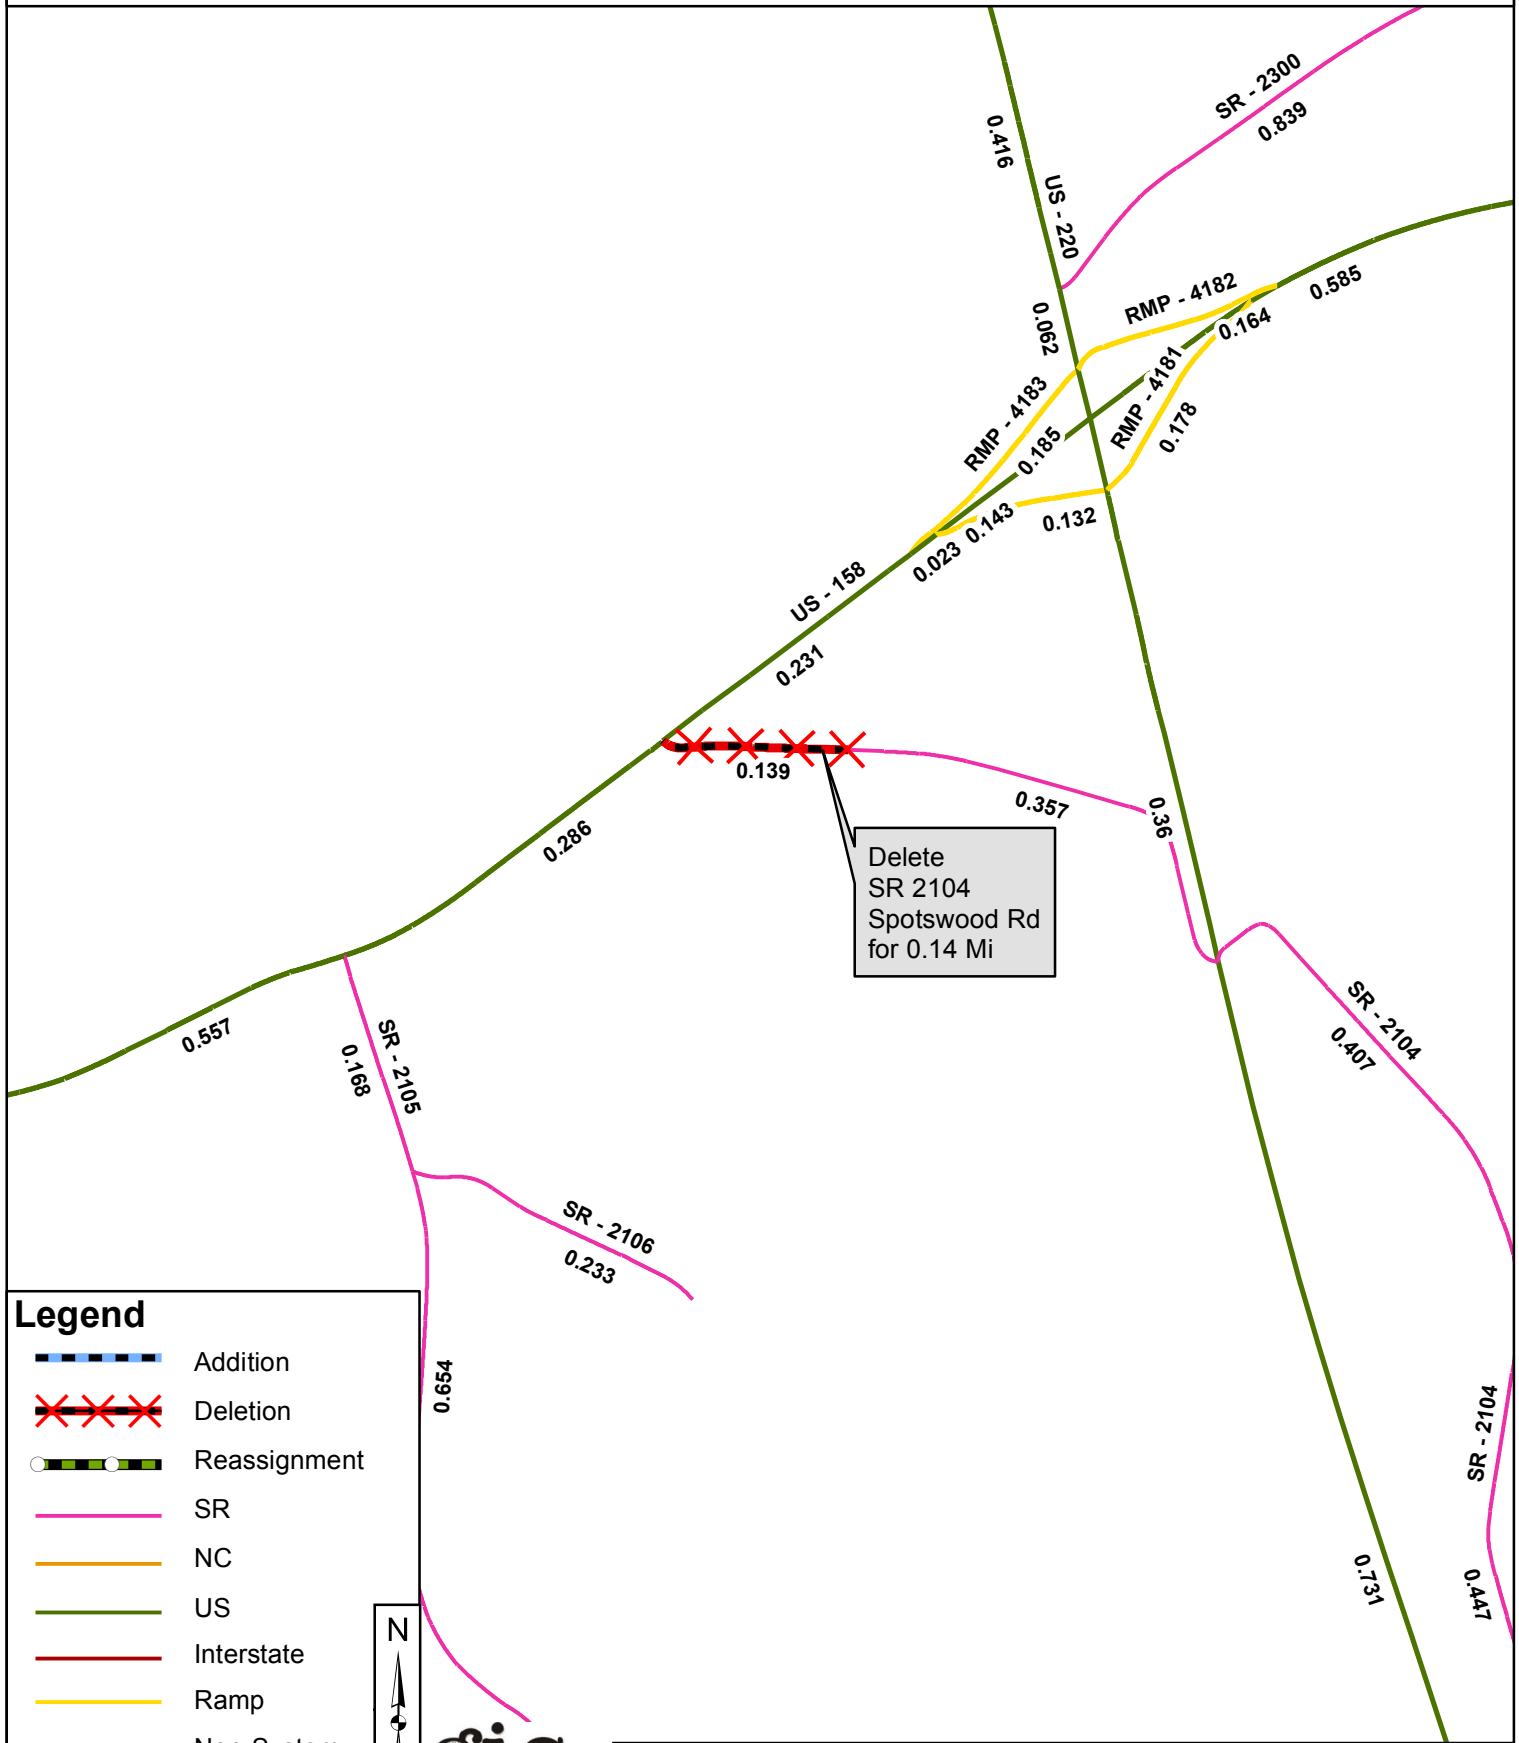 SR - 2300
0.839
0.416
US - 220
0.062
RMP - 4182
0.585
0.164
RMP - 4181
0.178
RMP - 4183
0.185
0.143
0.132
0.023
US - 158
0.231
0.139
0.357
0.36
0.286
Delete
SR 2104
Spotswood Rd
for 0.14 Mi
0.557
SR - 2105
0.168
SR - 2104
0.407
SR - 2106
0.233
0.654
SR - 2104
0.447
0.731
Legend
Addition
Deletion
Reassignment
SR
NC
US
Interstate
Ramp
N